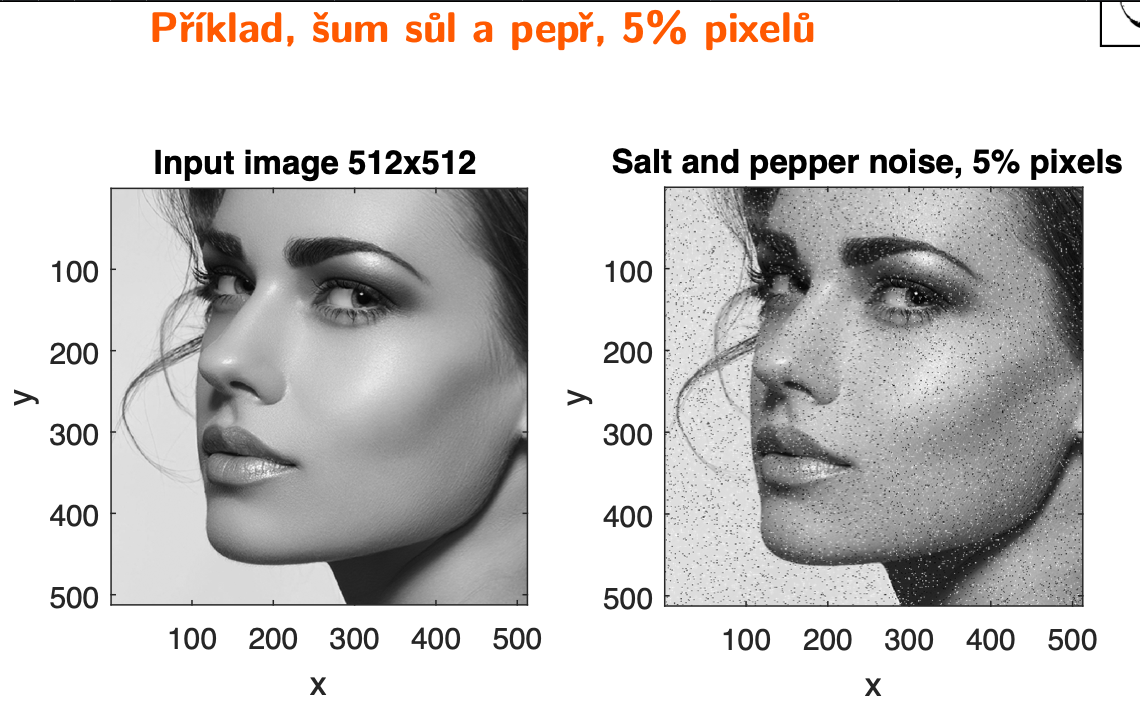 Příklad, šum sůl a pepř, 5% pixelů
Input image 512x512
Salt and pepper noise, 5% pixels
100
200
300
400
500
y
100 200 300 400 500
x
100
200
300
400
500
y
100 200 300 400 500
x